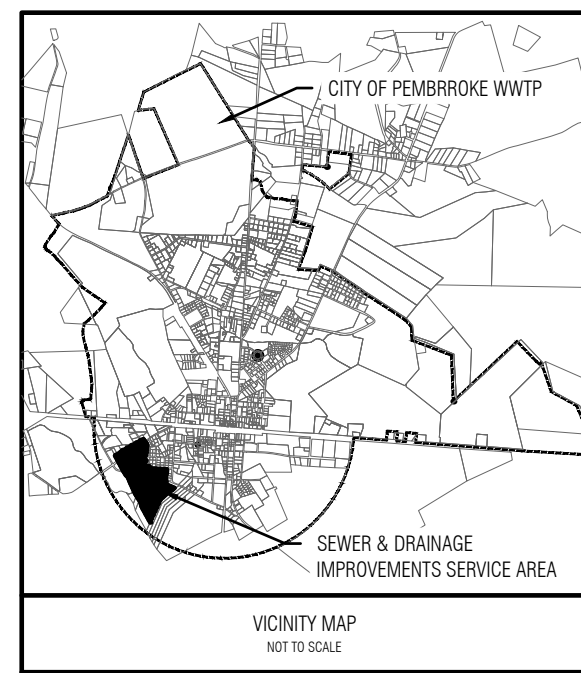 CITY OF PEMBRROKE WWTP
SEWER & DRAINAGE
IMPROVEMENTS SERVICE AREA
VICINITY MAP
NOT TO SCALE